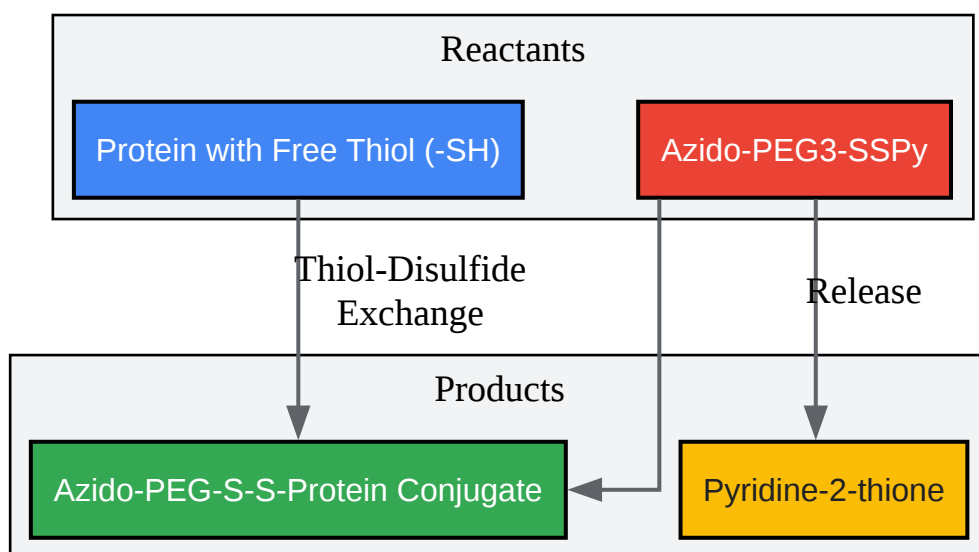 Reactants
Protein with Free Thiol (-SH)
Azido-PEG3-SSPy
Thiol-Disulfide
Exchange
Release
Products
Azido-PEG-S-S-Protein Conjugate
Pyridine-2-thione